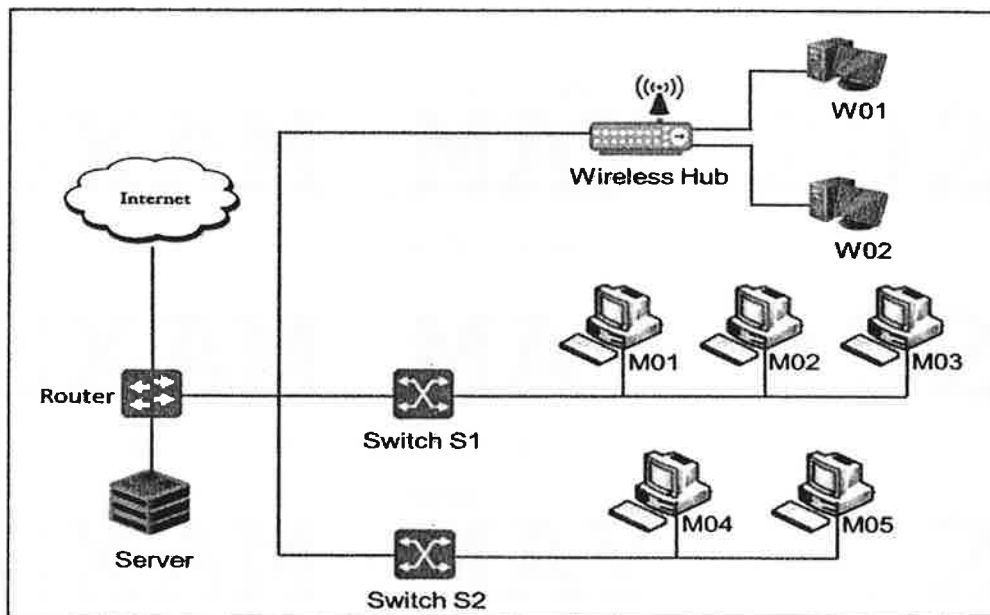 W01
Wireless Hub
Internet
W02
M01
M02
M03
Router
Switch S1
M04
M05
Server
Switch S2